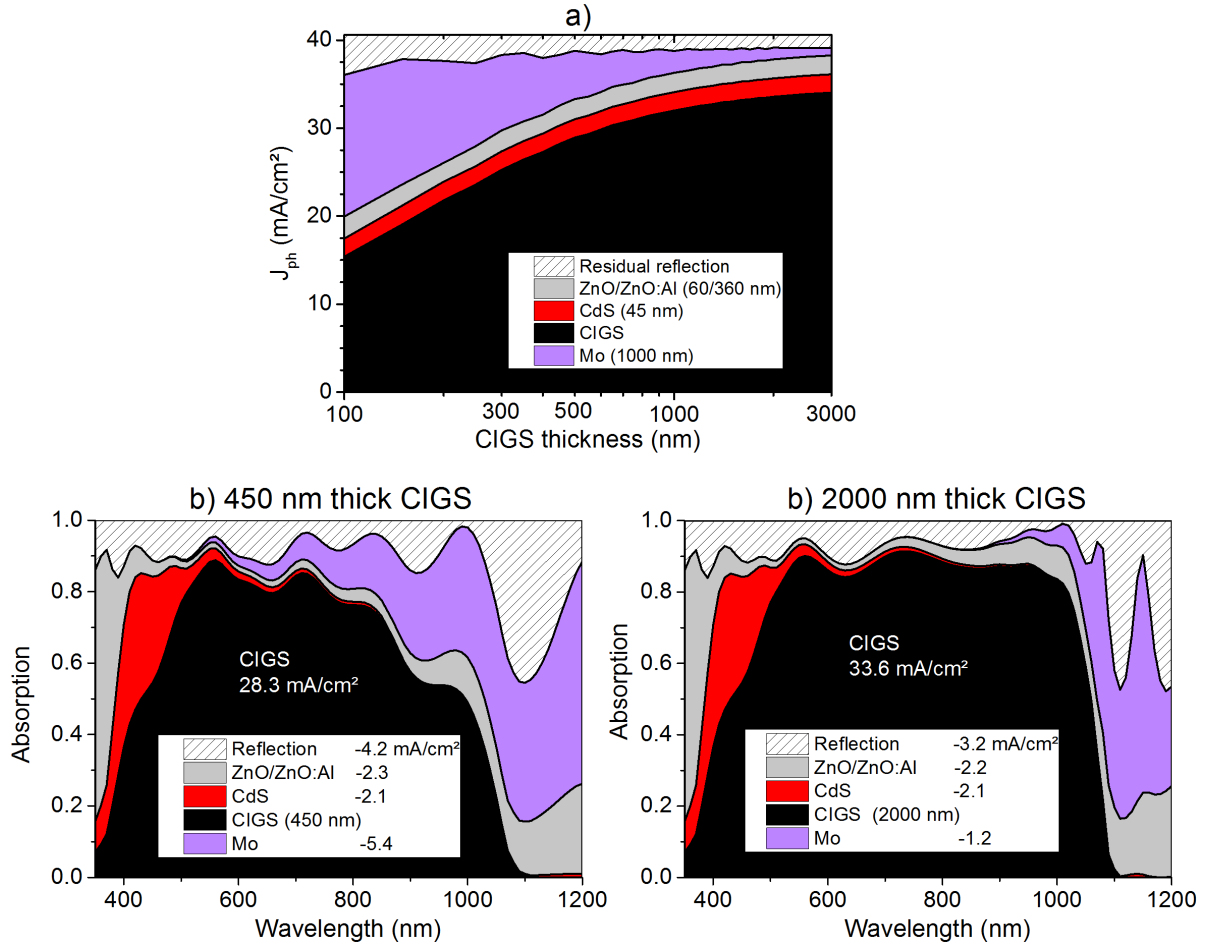 a)
J_ph (mA/cm²)
40
30
20
10
0
Residual reflection
ZnO/ZnO:Al (60/360 nm)
CdS (45 nm)
CIGS
Mo (1000 nm)
100 300 500 1000 3000
CIGS thickness (nm)
b) 450 nm thick CIGS
Absorption
1.0
0.8
0.6
0.4
0.2
0.0
CIGS
28.3 mA/cm²
Reflection -4.2 mA/cm²
ZnO/ZnO:Al -2.3
CdS -2.1
CIGS (450 nm)
Mo -5.4
400 600 800 1000 1200
Wavelength (nm)
b) 2000 nm thick CIGS
Absorption
1.0
0.8
0.6
0.4
0.2
0.0
CIGS
33.6 mA/cm²
Reflection -3.2 mA/cm²
ZnO/ZnO:Al -2.2
CdS -2.1
CIGS (2000 nm)
Mo -1.2
400 600 800 1000 1200
Wavelength (nm)